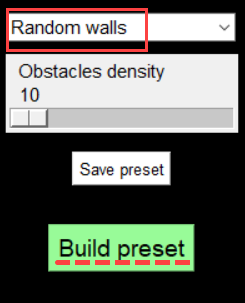 Random walls
Obstacles density
10
Save preset
Build preset